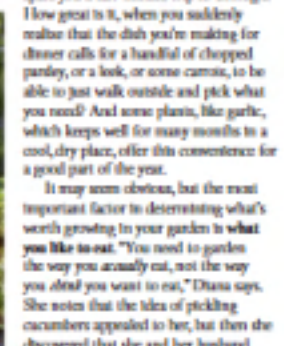 How great is it, when you suddenly
realize that the dish you're making for
dinner calls for a handful of chopped
parsley, or a leek, or some carrots, to be
able to just walk outside and pick what
you need? And some plants, like garlic,
which keeps well for many months in a
cool, dry place, offer this convenience for
a good part of the year.
It may seem obvious, but the most
important factor in determining what's
worth growing in your garden is what
you like to eat. "You need to garden
the way you actually eat, not the way
you think you want to eat," Diana says.
She notes that the idea of pickling
cucumbers appealed to her, but then she
discovered that she and her husband